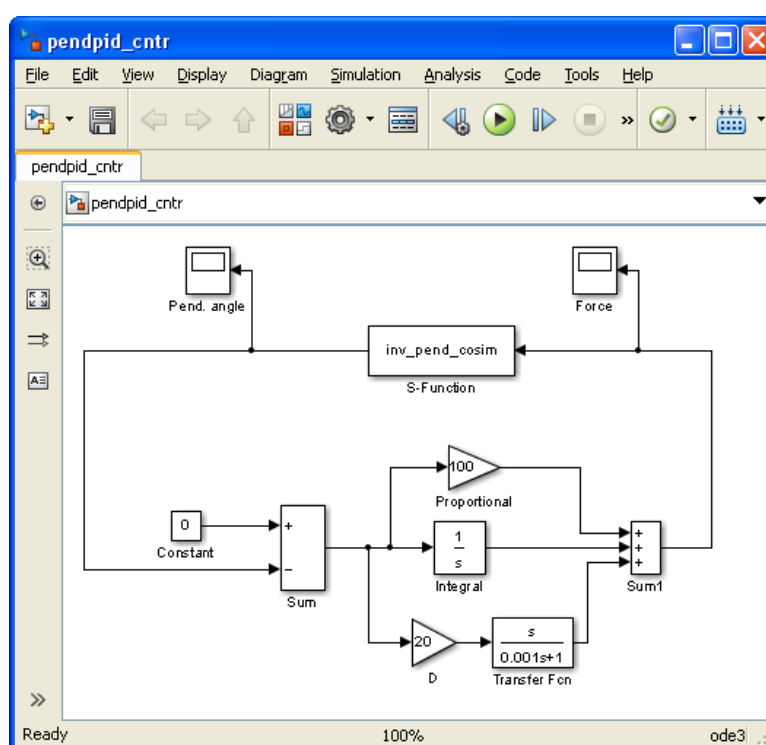 pendpid_cntr
File Edit View Display Diagram Simulation Analysis Code Tools Help
»
pendpid_cntr
pendpid_cntr
Pend. angle
Force
inv_pend_cosim
S-Function
100
Proportional
0
Constant
+
−
Sum
1
s
Integral
+
+
+
Sum1
20
D
s
0.001s+1
Transfer Fcn
A
»
Ready 100% ode3